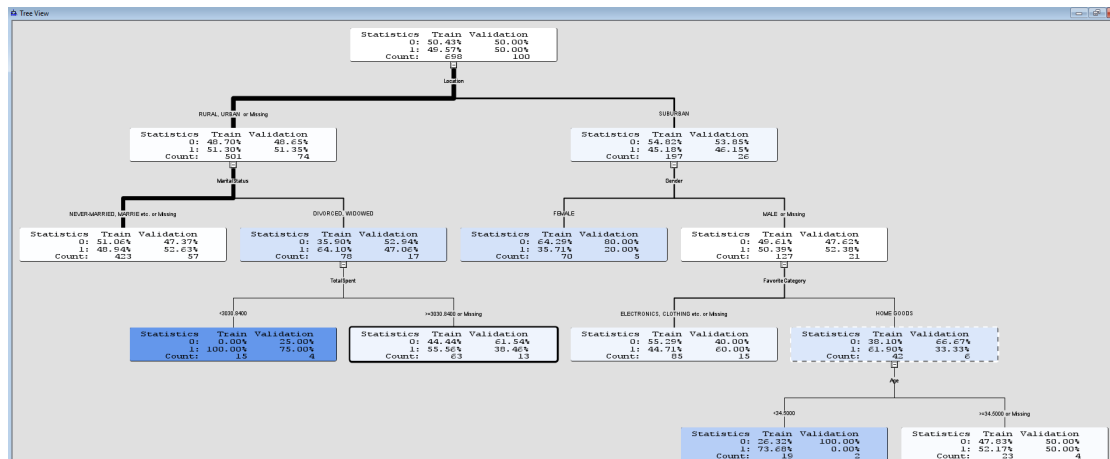 Tree View
Statistics Train Validation
0: 50.43% 50.00%
1: 49.57% 50.00%
Count: 698 100
Location
RURAL, URBAN or Missing
SUBURBAN
Statistics Train Validation
0: 48.70% 48.65%
1: 51.30% 51.35%
Count: 501 74
Statistics Train Validation
0: 54.82% 53.85%
1: 45.18% 46.15%
Count: 197 26
Marital Status
Gender
NEVER-MARRIED, MARRIE etc. or Missing
DIVORCED, WIDOWED
FEMALE
MALE or Missing
Statistics Train Validation
0: 51.06% 47.37%
1: 48.94% 52.63%
Count: 423 57
Statistics Train Validation
0: 35.90% 52.94%
1: 64.10% 47.06%
Count: 78 17
Statistics Train Validation
0: 64.29% 80.00%
1: 35.71% 20.00%
Count: 70 5
Statistics Train Validation
0: 49.61% 47.62%
1: 50.39% 52.38%
Count: 127 21
Total Spent
Favorite Category
<3030.8400
>=3030.8400 or Missing
ELECTRONICS, CLOTHING etc. or Missing
HOME GOODS
Statistics Train Validation
0: 0.00% 25.00%
1: 100.00% 75.00%
Count: 15 4
Statistics Train Validation
0: 44.44% 61.54%
1: 55.56% 38.46%
Count: 63 13
Statistics Train Validation
0: 55.29% 40.00%
1: 44.71% 60.00%
Count: 85 15
Statistics Train Validation
0: 38.10% 66.67%
1: 61.90% 33.33%
Count: 42 6
Age
<34.5000
>=34.5000 or Missing
Statistics Train Validation
0: 26.32% 100.00%
1: 73.68% 0.00%
Count: 19 2
Statistics Train Validation
0: 47.83% 50.00%
1: 52.17% 50.00%
Count: 23 4